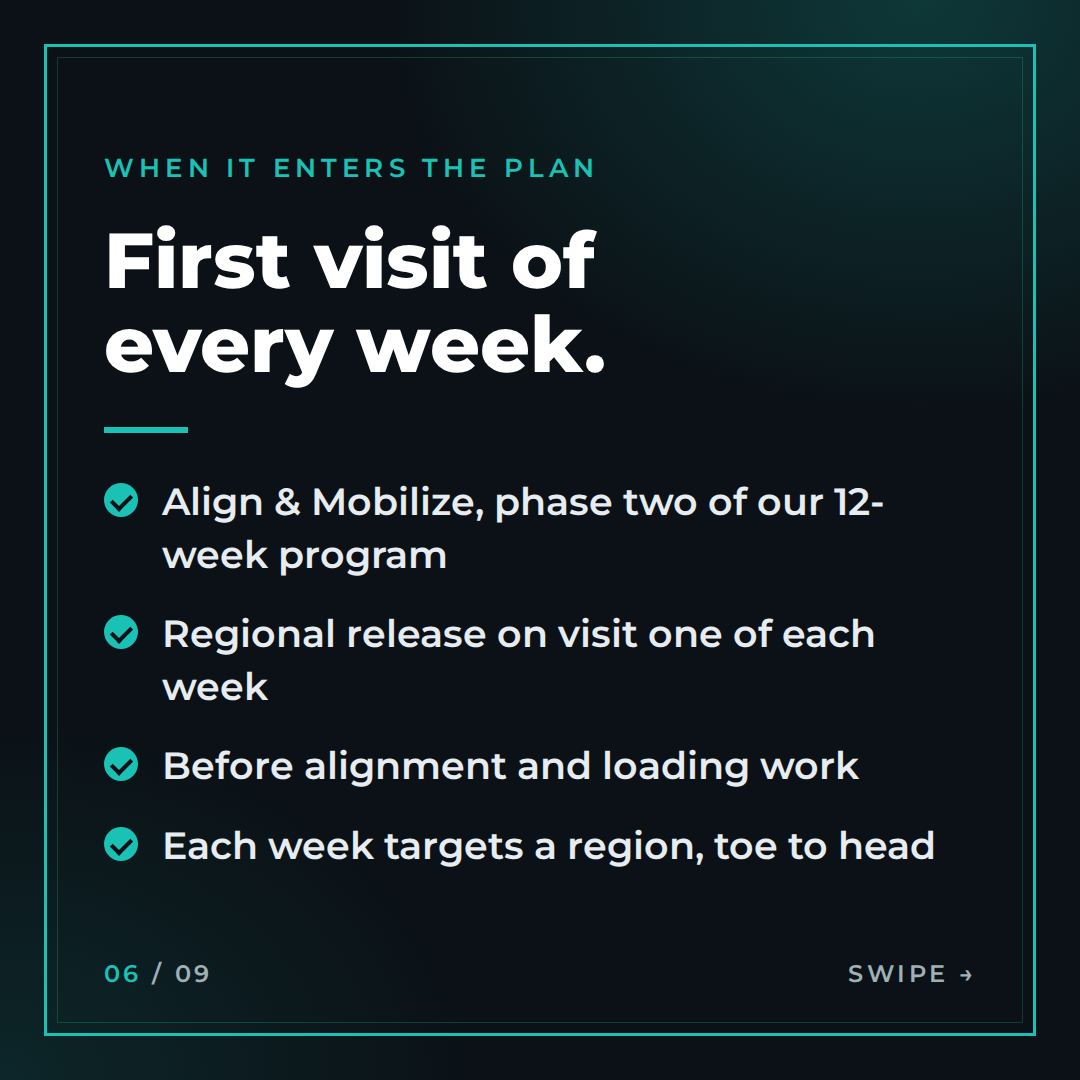 WHEN IT ENTERS THE PLAN
First visit of
every week.
Align & Mobilize, phase two of our 12-
week program
Regional release on visit one of each
week
Before alignment and loading work
Each week targets a region, toe to head
06 / 09
SWIPE →